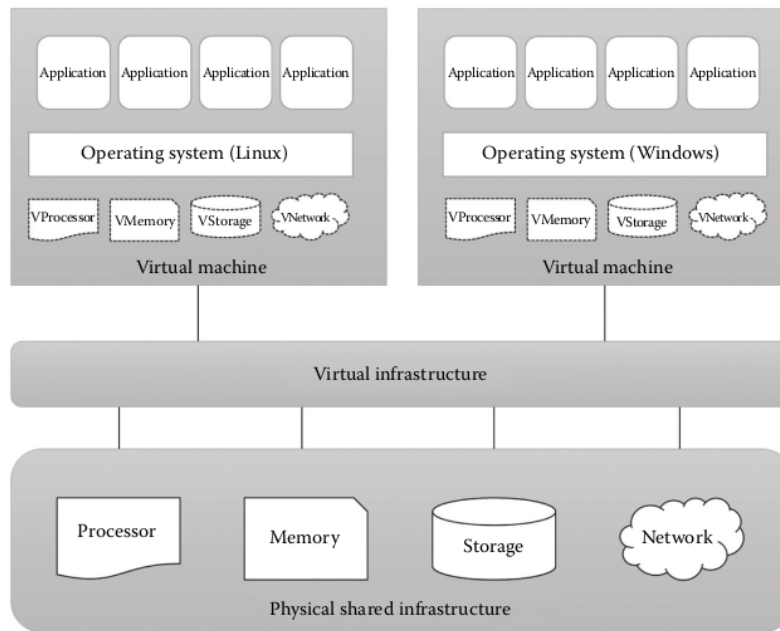 Application Application Application Application
Operating system (Linux)
VProcessor VMemory VStorage VNetwork
Virtual machine
Application Application Application Application
Operating system (Windows)
VProcessor VMemory VStorage VNetwork
Virtual machine
Virtual infrastructure
Processor Memory Storage Network
Physical shared infrastructure